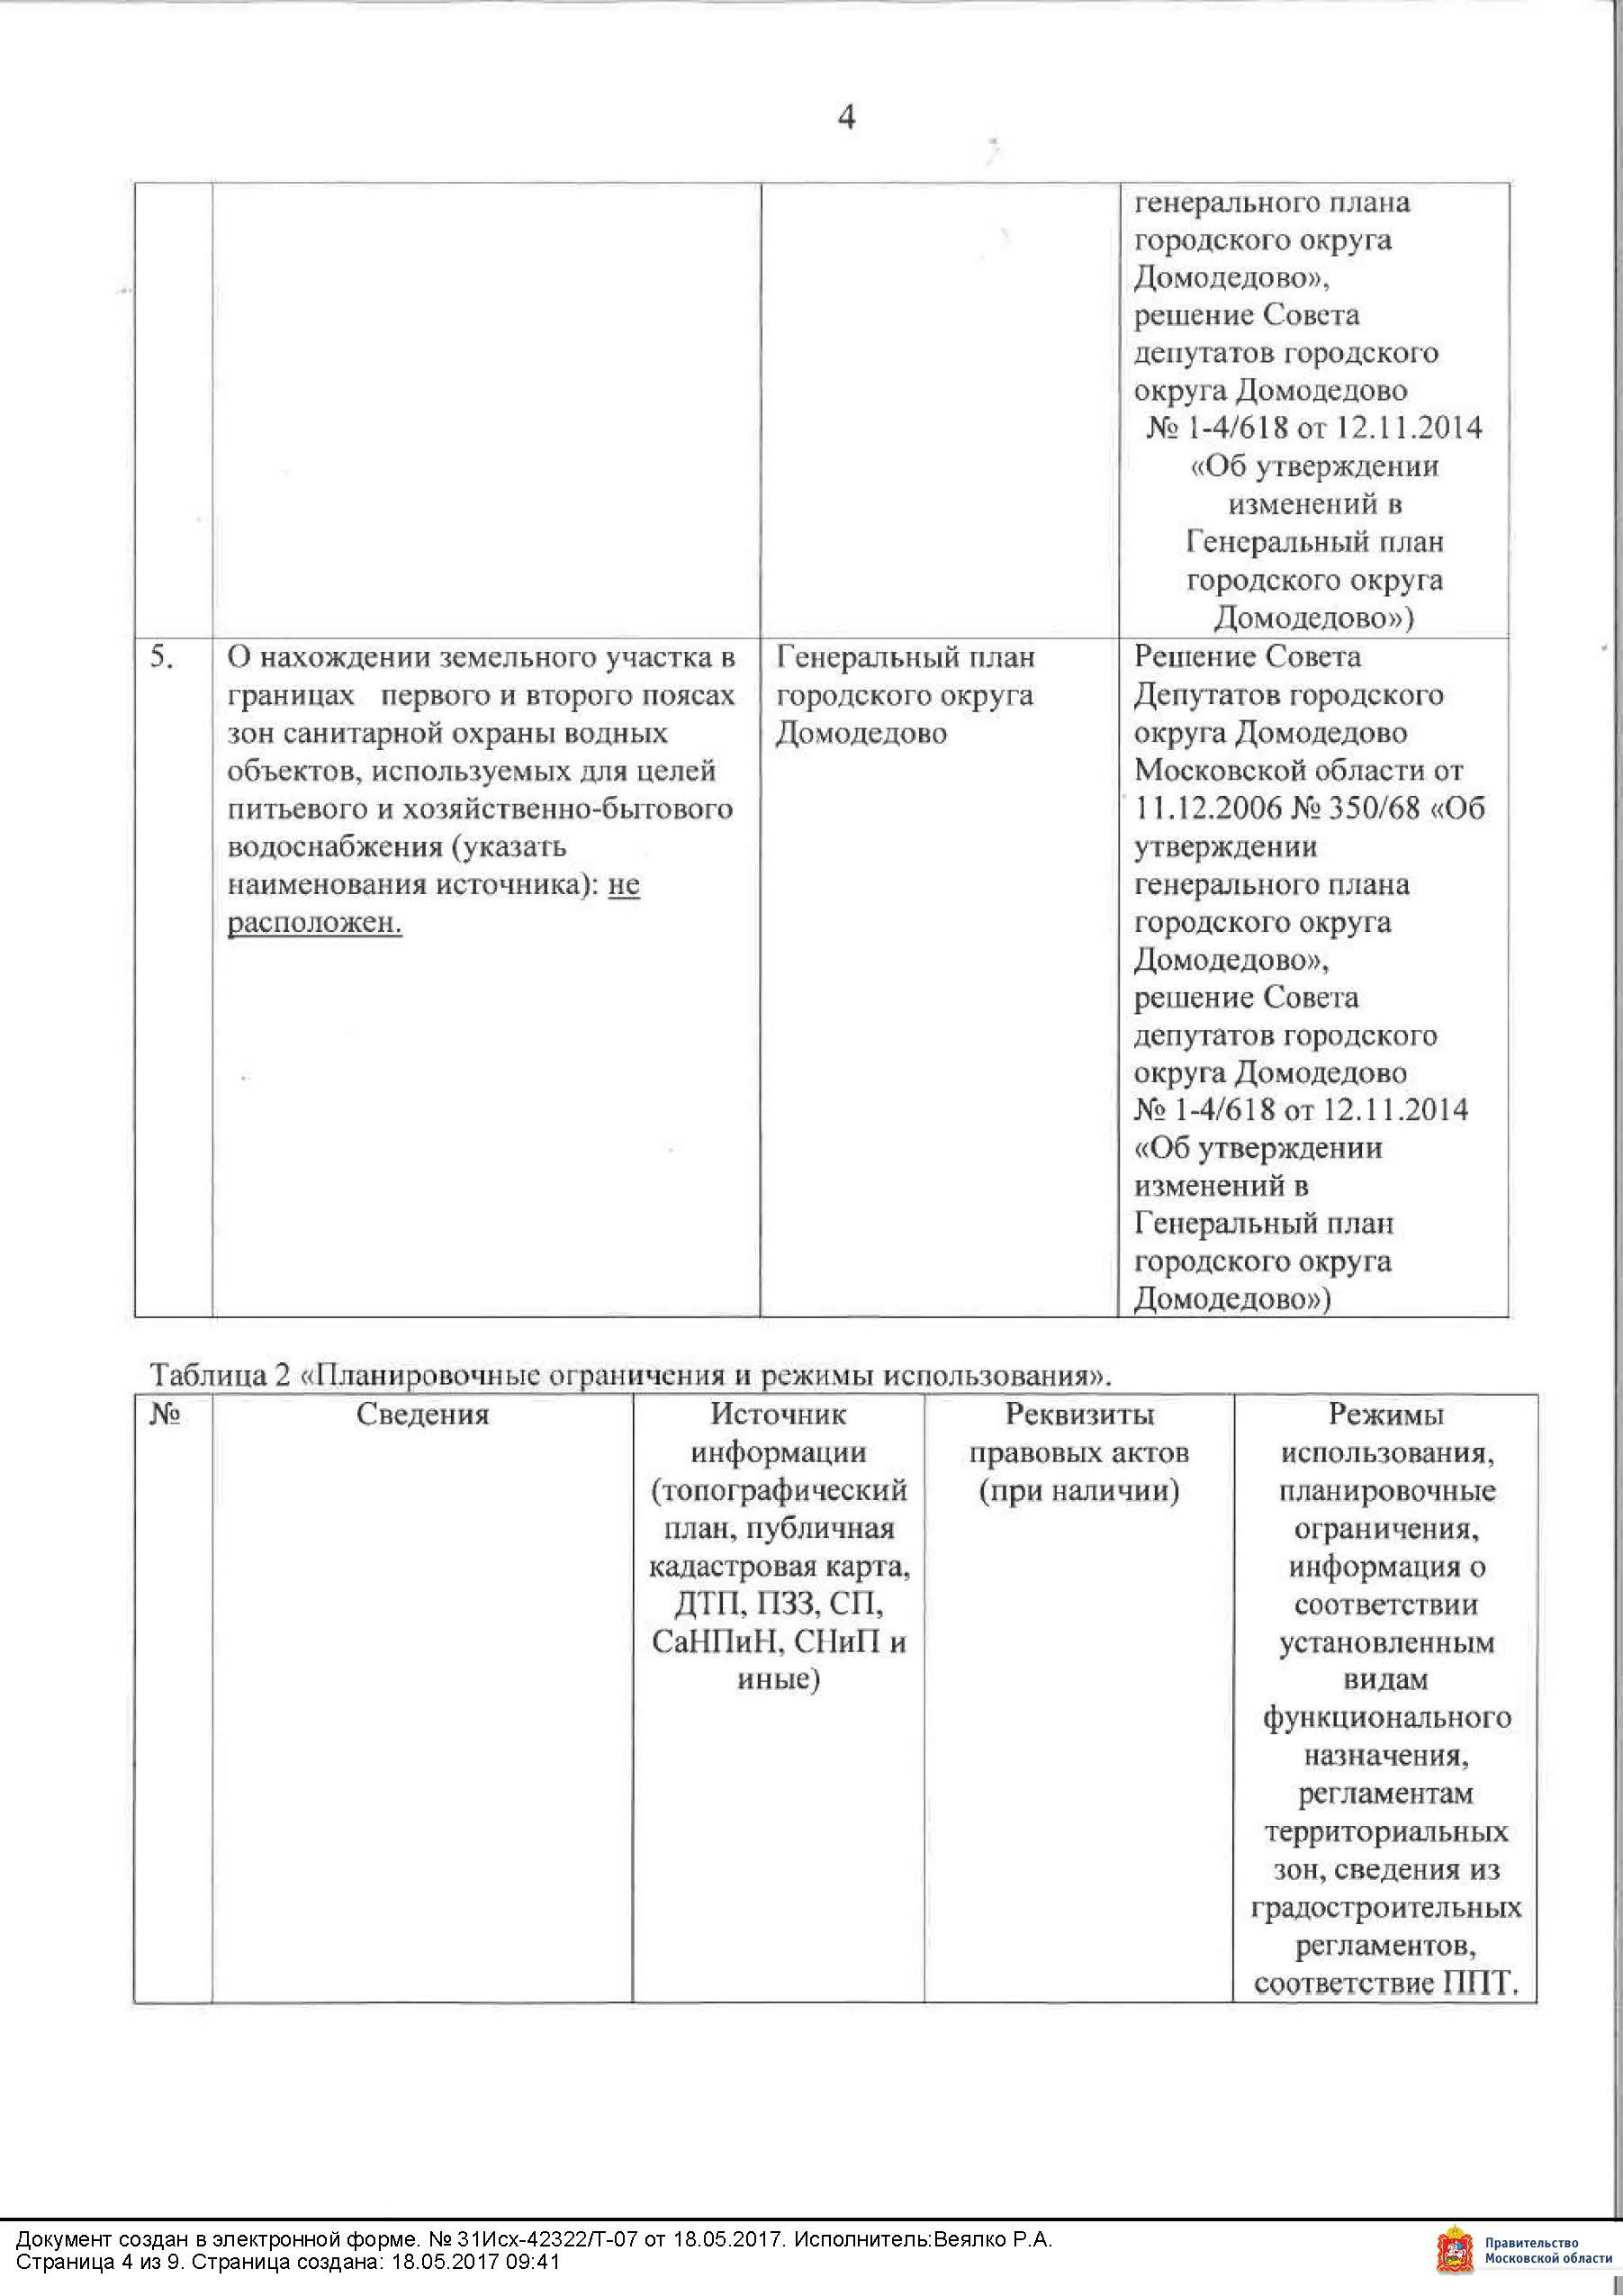 4
генерального плана
городского округа
Домодедово»,
решение Совета
депутатов городского
округа Домодедово
№ 1-4/618 от 12.11.2014
«Об утверждении
изменений в
Генеральный план
городского округа
Домодедово»)
5.
О нахождении земельного участка в
границах первого и второго поясах
зон санитарной охраны водных
объектов, используемых для целей
питьевого и хозяйственно-бытового
водоснабжения (указать
наименования источника): не
расположен.
Генеральный план
городского округа
Домодедово
Решение Совета
Депутатов городского
округа Домодедово
Московской области от
11.12.2006 № 350/68 «Об
утверждении
генерального плана
городского округа
Домодедово»,
решение Совета
депутатов городского
округа Домодедово
№ 1-4/618 от 12.11.2014
«Об утверждении
изменений в
Генеральный план
городского округа
Домодедово»)
Таблица 2 «Планировочные ограничения и режимы использования».
№
Сведения
Источник
информации
(топографический
план, публичная
кадастровая карта,
ДТП, ПЗЗ, СП,
СаНПиН, СНиП и
иные)
Реквизиты
правовых актов
(при наличии)
Режимы
использования,
планировочные
ограничения,
информация о
соответствии
установленным
видам
функционального
назначения,
регламентам
территориальных
зон, сведения из
градостроительных
регламентов,
соответствие ППТ.
Документ создан в электронной форме. № 31Исх-42322/Т-07 от 18.05.2017. Исполнитель:Веялко Р.А.
Страница 4 из 9. Страница создана: 18.05.2017 09:41
Правительство
Московской области